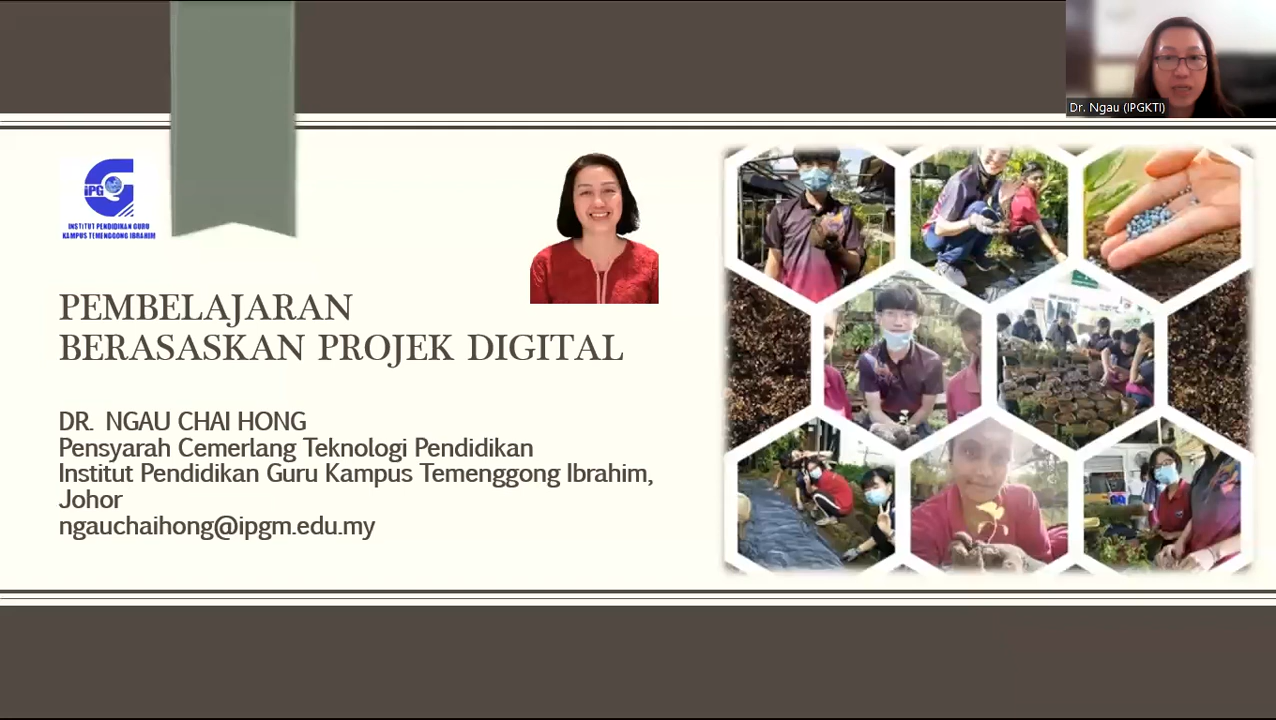 Dr. Ngau (IPGKTI)
iPG
INSTITUT PENDIDIKAN GURU
KAMPUS TEMENGGONG IBRAHIM
PEMBELAJARAN
BERASASKAN PROJEK DIGITAL
DR. NGAU CHAI HONG
Pensyarah Cemerlang Teknologi Pendidikan
Institut Pendidikan Guru Kampus Temenggong Ibrahim,
Johor
ngauchaihong@ipgm.edu.my